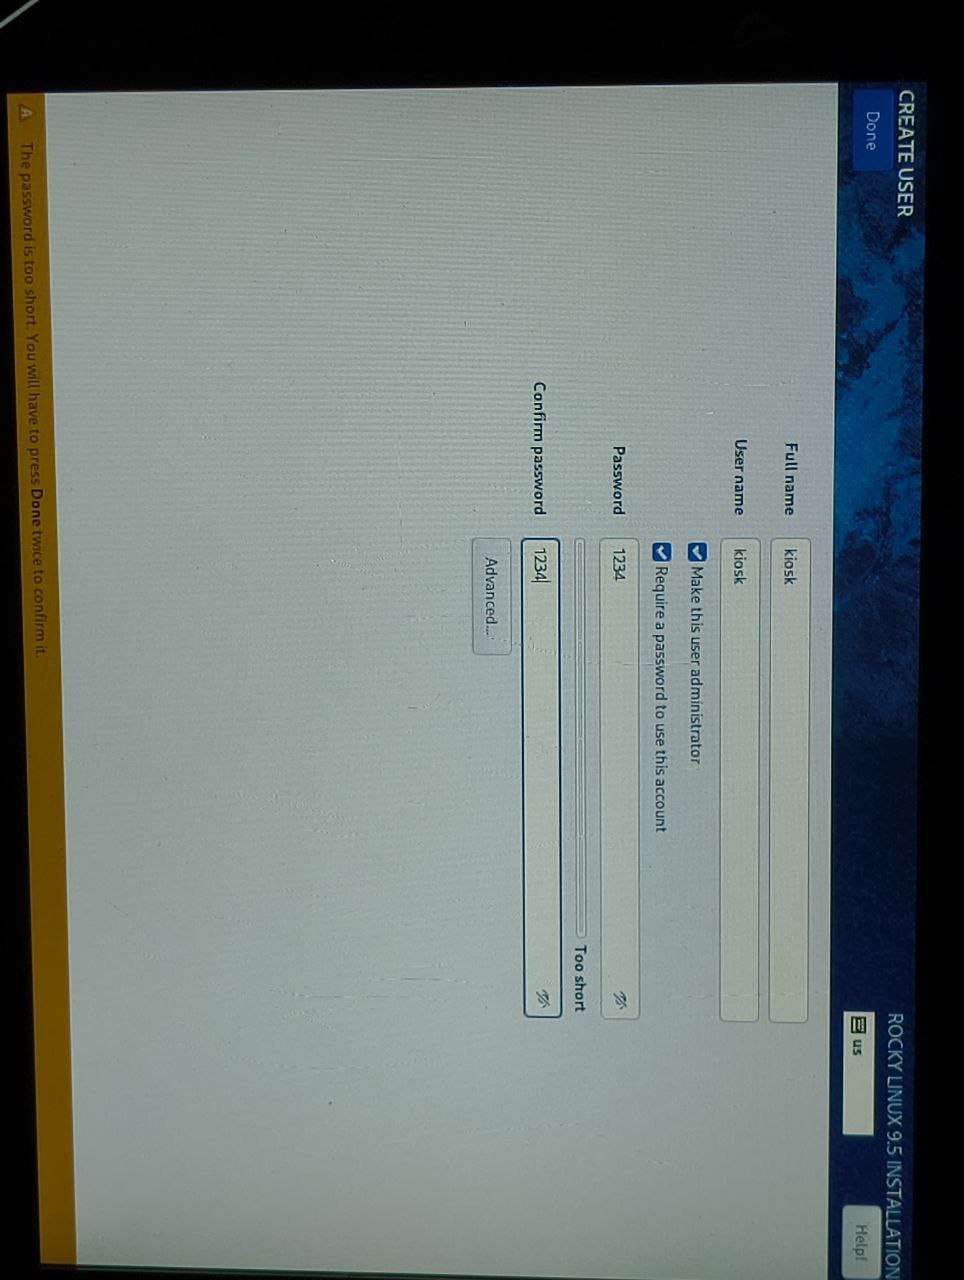 CREATE USER
ROCKY LINUX 9.5 INSTALLATION
Done
us
Help!
Full name
kiosk
User name
kiosk
Make this user administrator
Require a password to use this account
Password
1234
Too short
Confirm password
1234
Advanced...
The password is too short. You will have to press Done twice to confirm it.